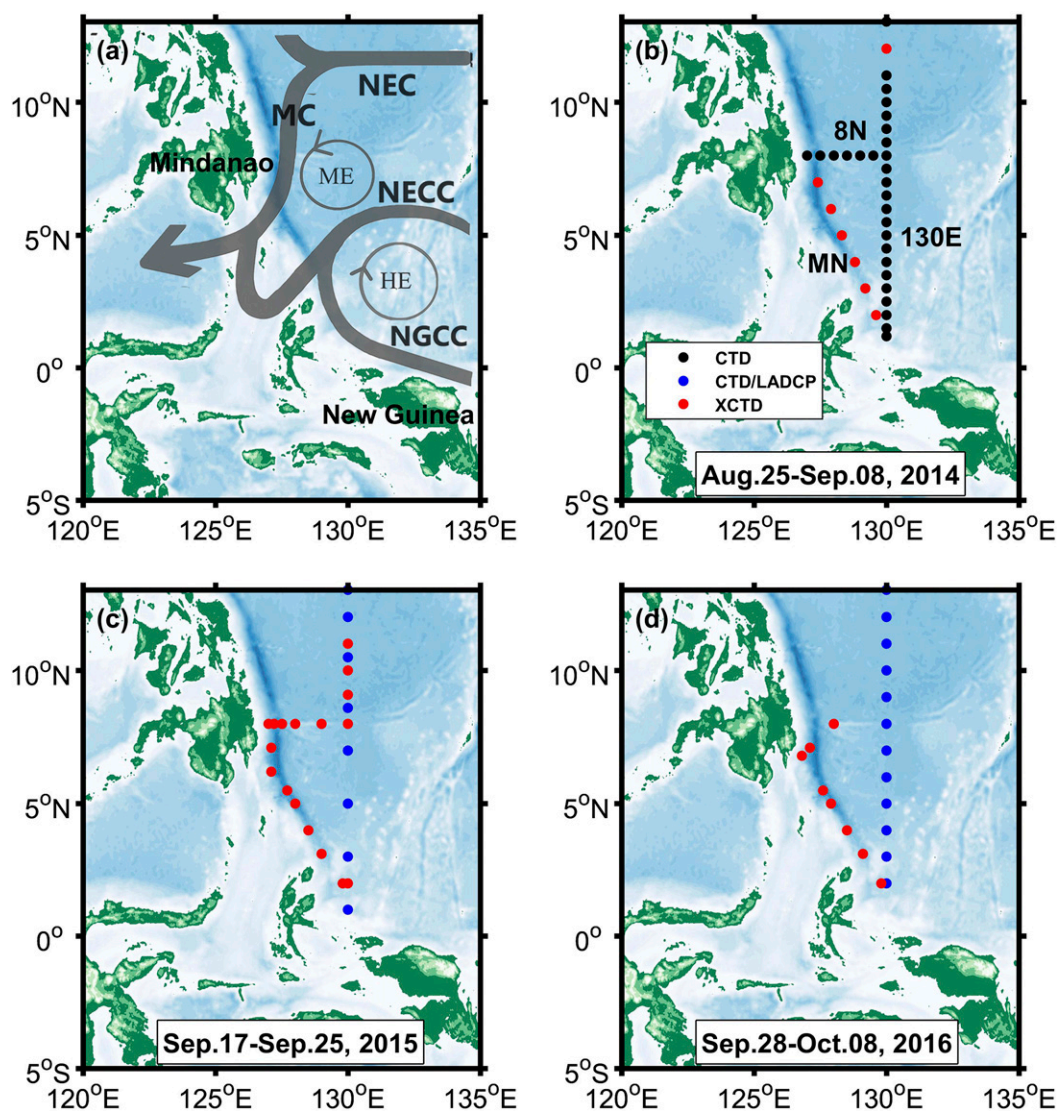 (a)
NEC
MC
Mindanao
ME
NECC
HE
NGCC
New Guinea
10°N
5°N
0°
5°S
120°E 125°E 130°E 135°E
(b)
8N
130E
MN
CTD
CTD/LADCP
XCTD
Aug.25-Sep.08, 2014
10°N
5°N
0°
5°S
120°E 125°E 130°E 135°E
(c)
Sep.17-Sep.25, 2015
10°N
5°N
0°
5°S
120°E 125°E 130°E 135°E
(d)
Sep.28-Oct.08, 2016
10°N
5°N
0°
5°S
120°E 125°E 130°E 135°E